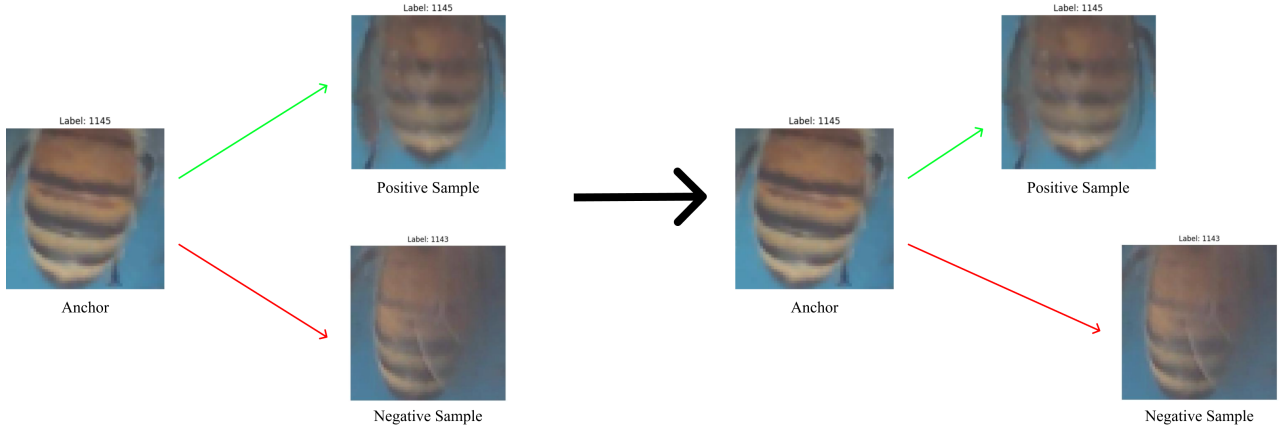 Label: 1145
Positive Sample
Label: 1145
Anchor
Label: 1143
Negative Sample
Label: 1145
Positive Sample
Label: 1145
Anchor
Label: 1143
Negative Sample